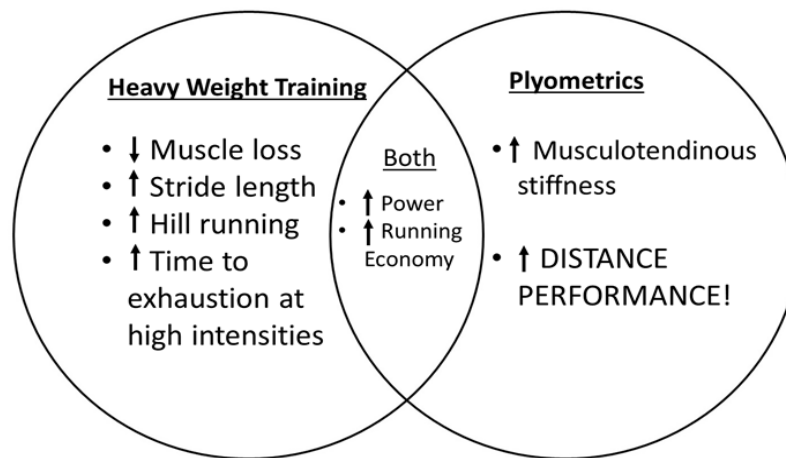 Heavy Weight Training
• ↓ Muscle loss
• ↑ Stride length
• ↑ Hill running
• ↑ Time to
exhaustion at
high intensities
Both
• ↑ Power
• ↑ Running
Economy
Plyometrics
• ↑ Musculotendinous
stiffness
• ↑ DISTANCE
PERFORMANCE!